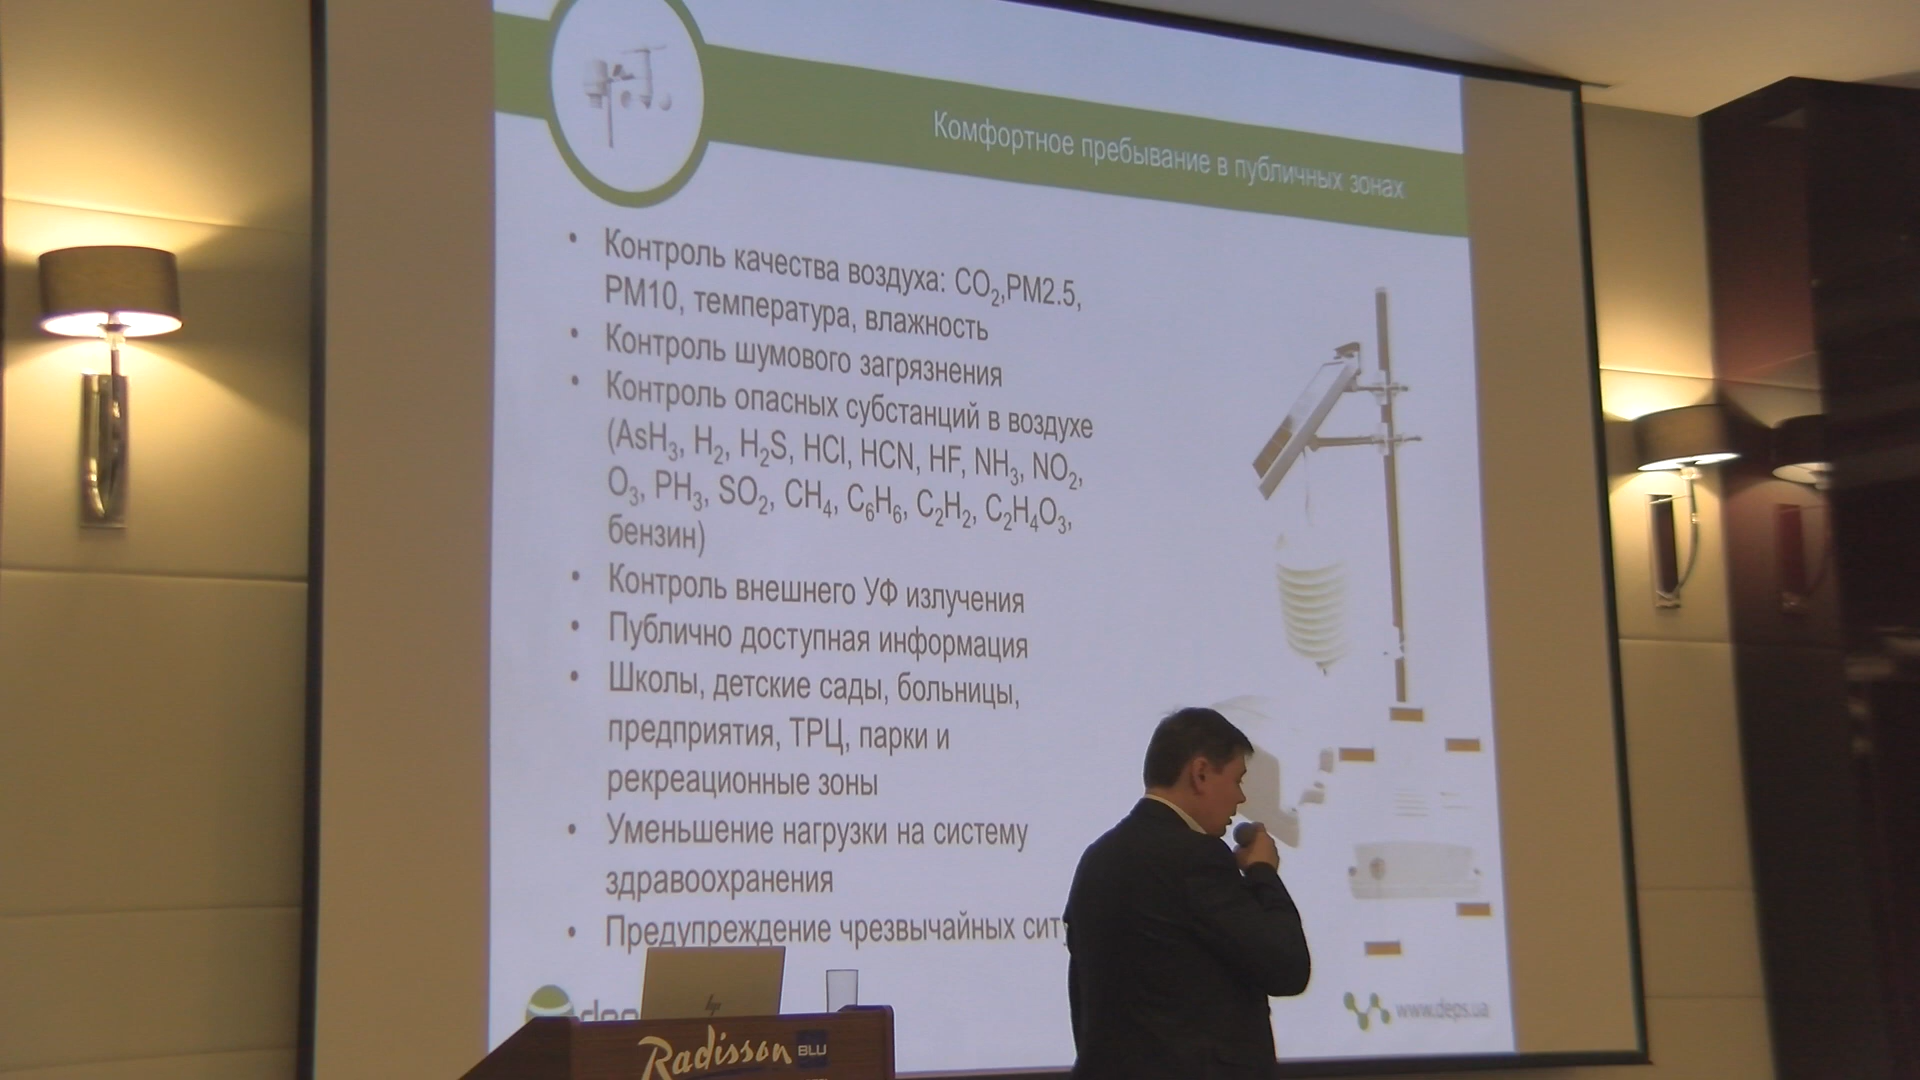 Комфортное пребывание в публичных зонах
• Контроль качества воздуха: CO₂,PM2.5,
PM10, температура, влажность
• Контроль шумового загрязнения
• Контроль опасных субстанций в воздухе
(AsH₃, H₂, H₂S, HCl, HCN, HF, NH₃, NO₂,
O₃, PH₃, SO₂, CH₄, C₆H₆, C₂H₂, C₂H₄O₃,
бензин)
• Контроль внешнего УФ излучения
• Публично доступная информация
• Школы, детские сады, больницы,
предприятия, ТРЦ, парки и
рекреационные зоны
• Уменьшение нагрузки на систему
здравоохранения
• Предупреждение чрезвычайных
www.deps.ua
hp
Radisson BLU